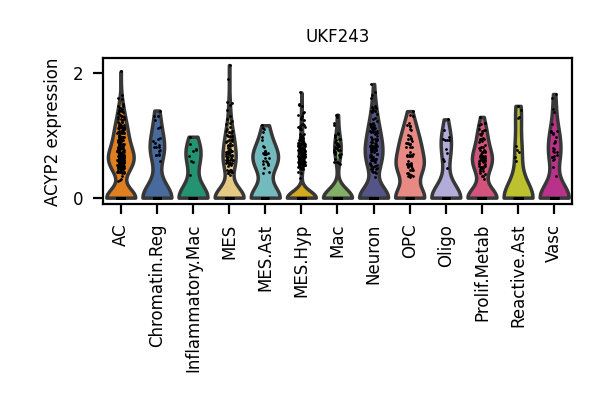 UKF243
ACYP2 expression
2
0
AC
Chromatin.Reg
Inflammatory.Mac
MES
MES.Ast
MES.Hyp
Mac
Neuron
OPC
Oligo
Prolif.Metab
Reactive.Ast
Vasc